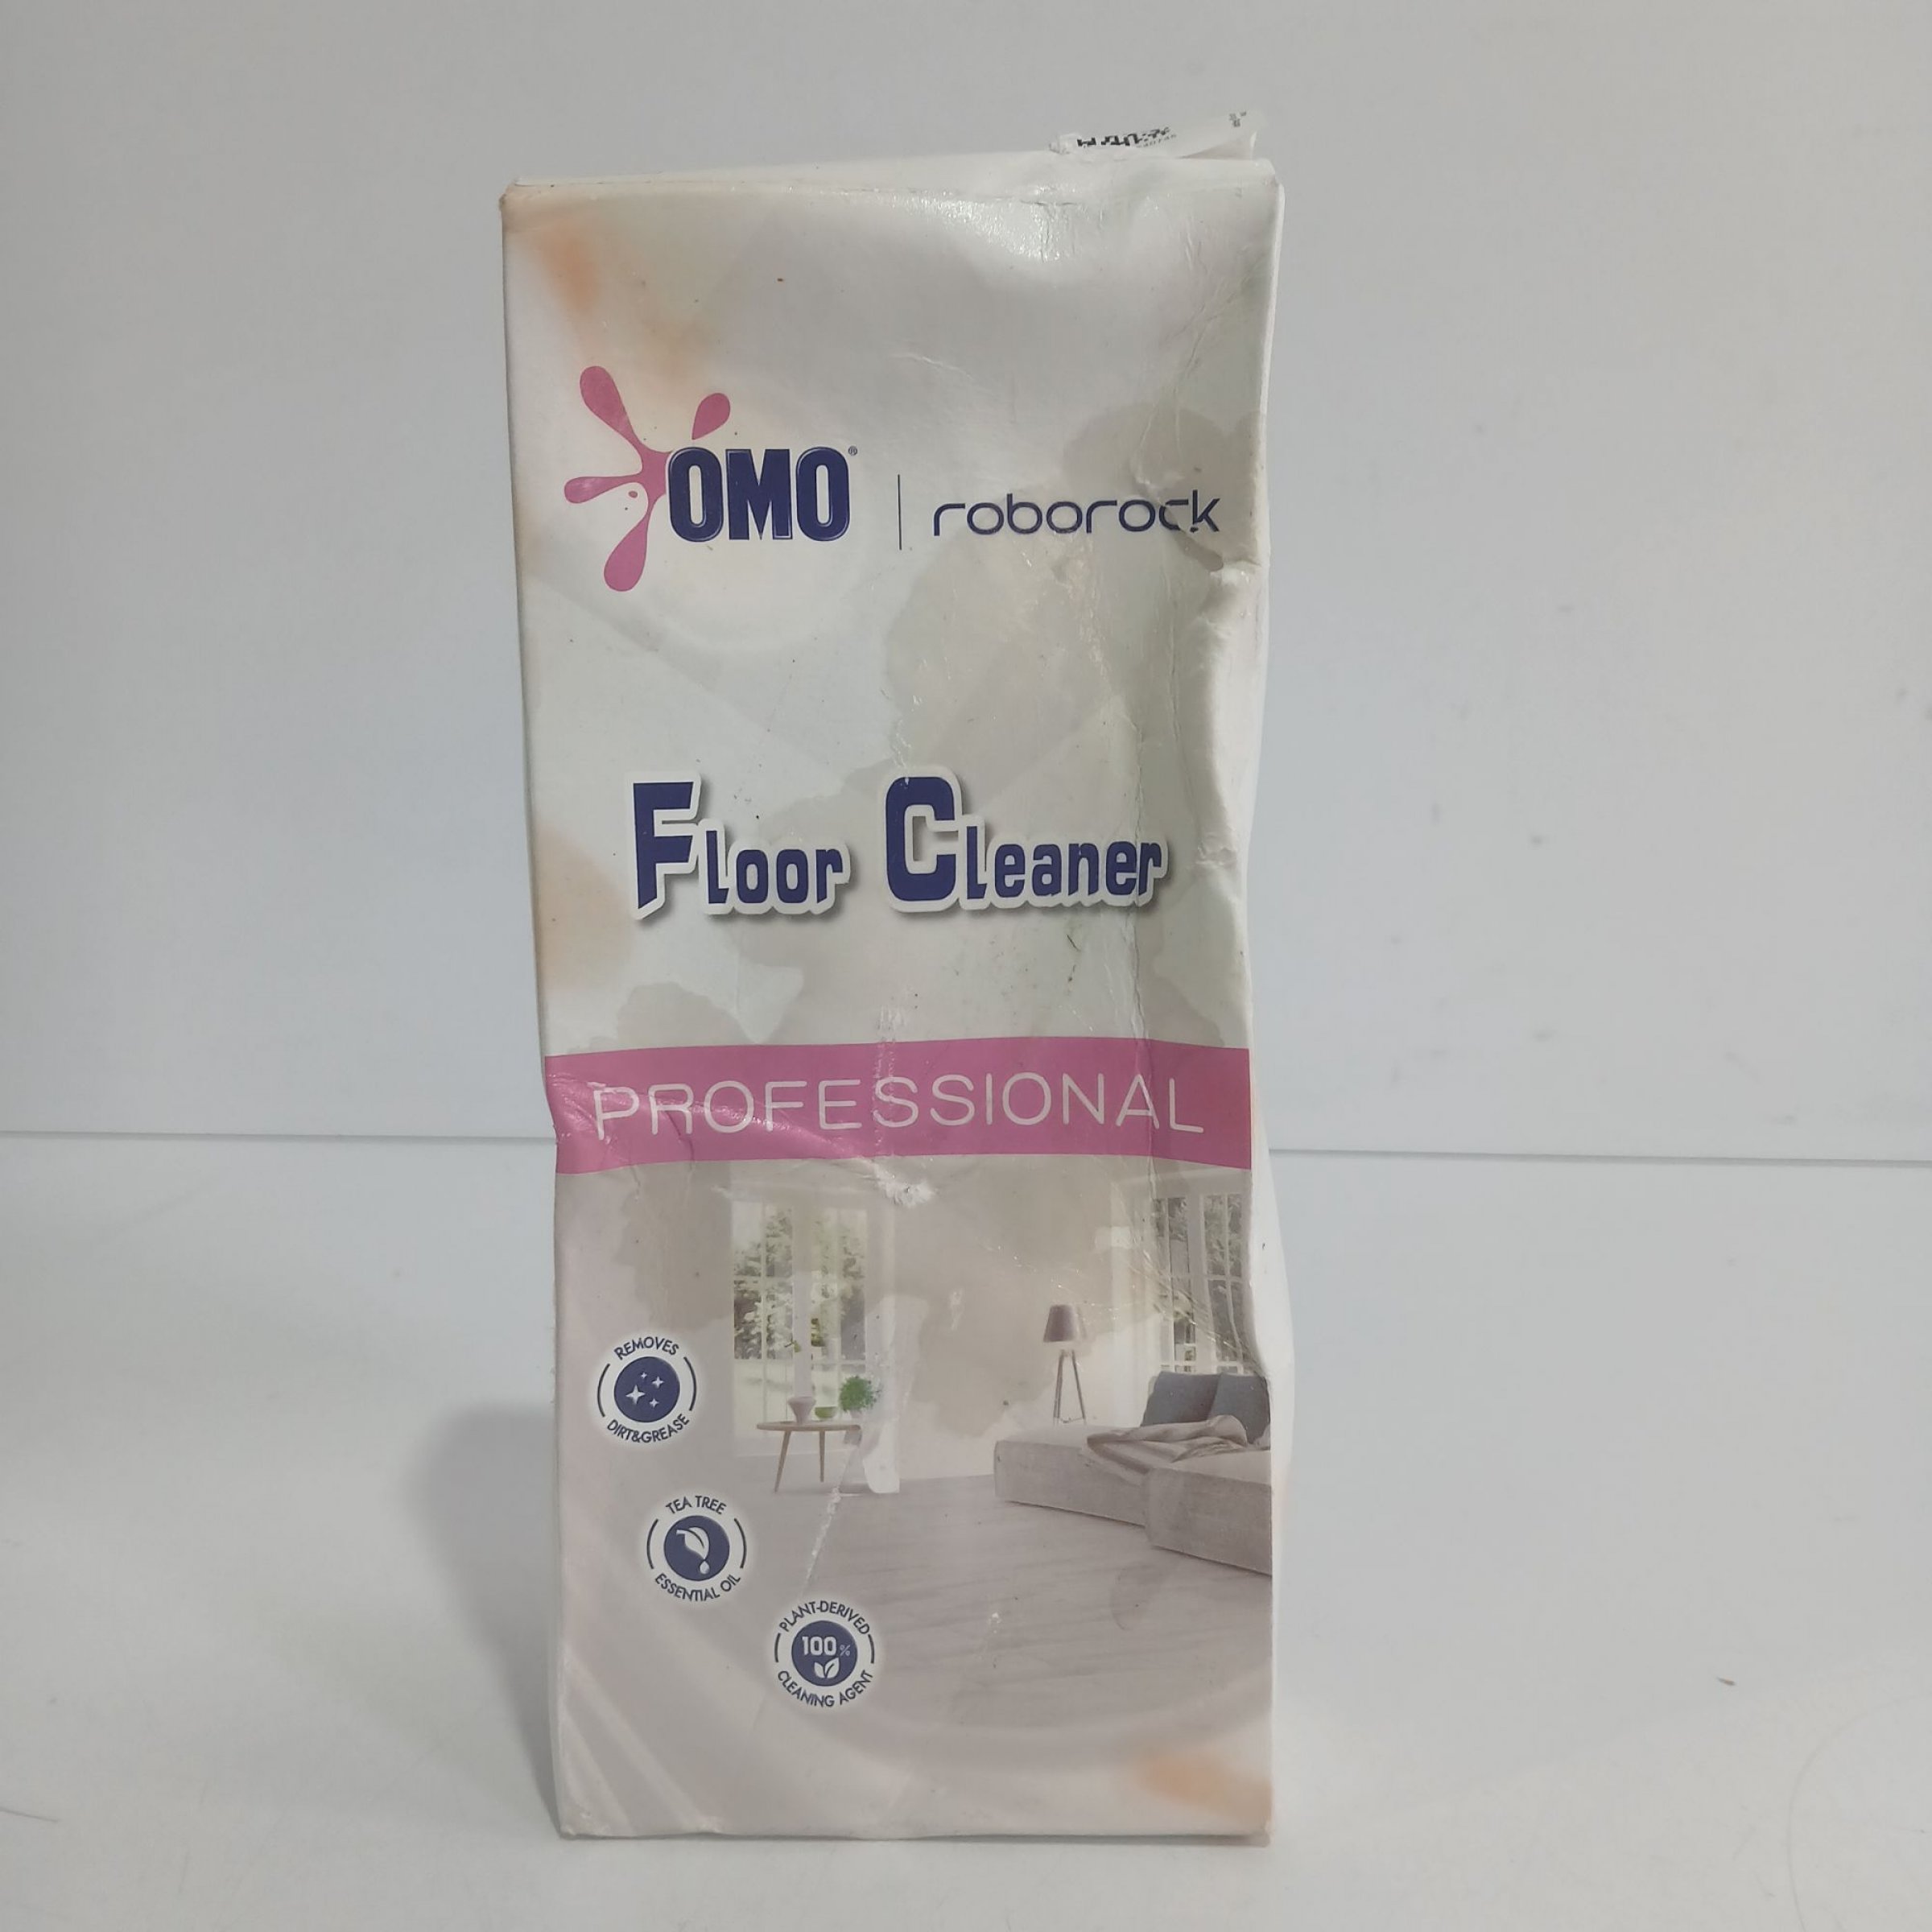 OMO® | roborock
Floor Cleaner
PROFESSIONAL
REMOVES
DIRT&GREASE
TEA TREE
ESSENTIAL OIL
PLANT-DERIVED
100%
CLEANING AGENT